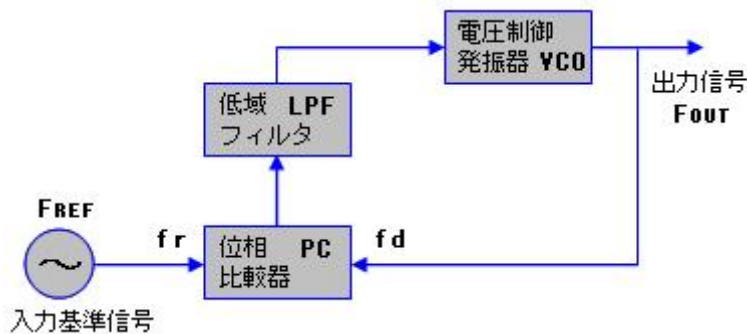 電圧制御
発振器 VCO
出力信号
FOUT
低域 LPF
フィルタ
FREF
fr
位相 PC
比較器
fd
入力基準信号